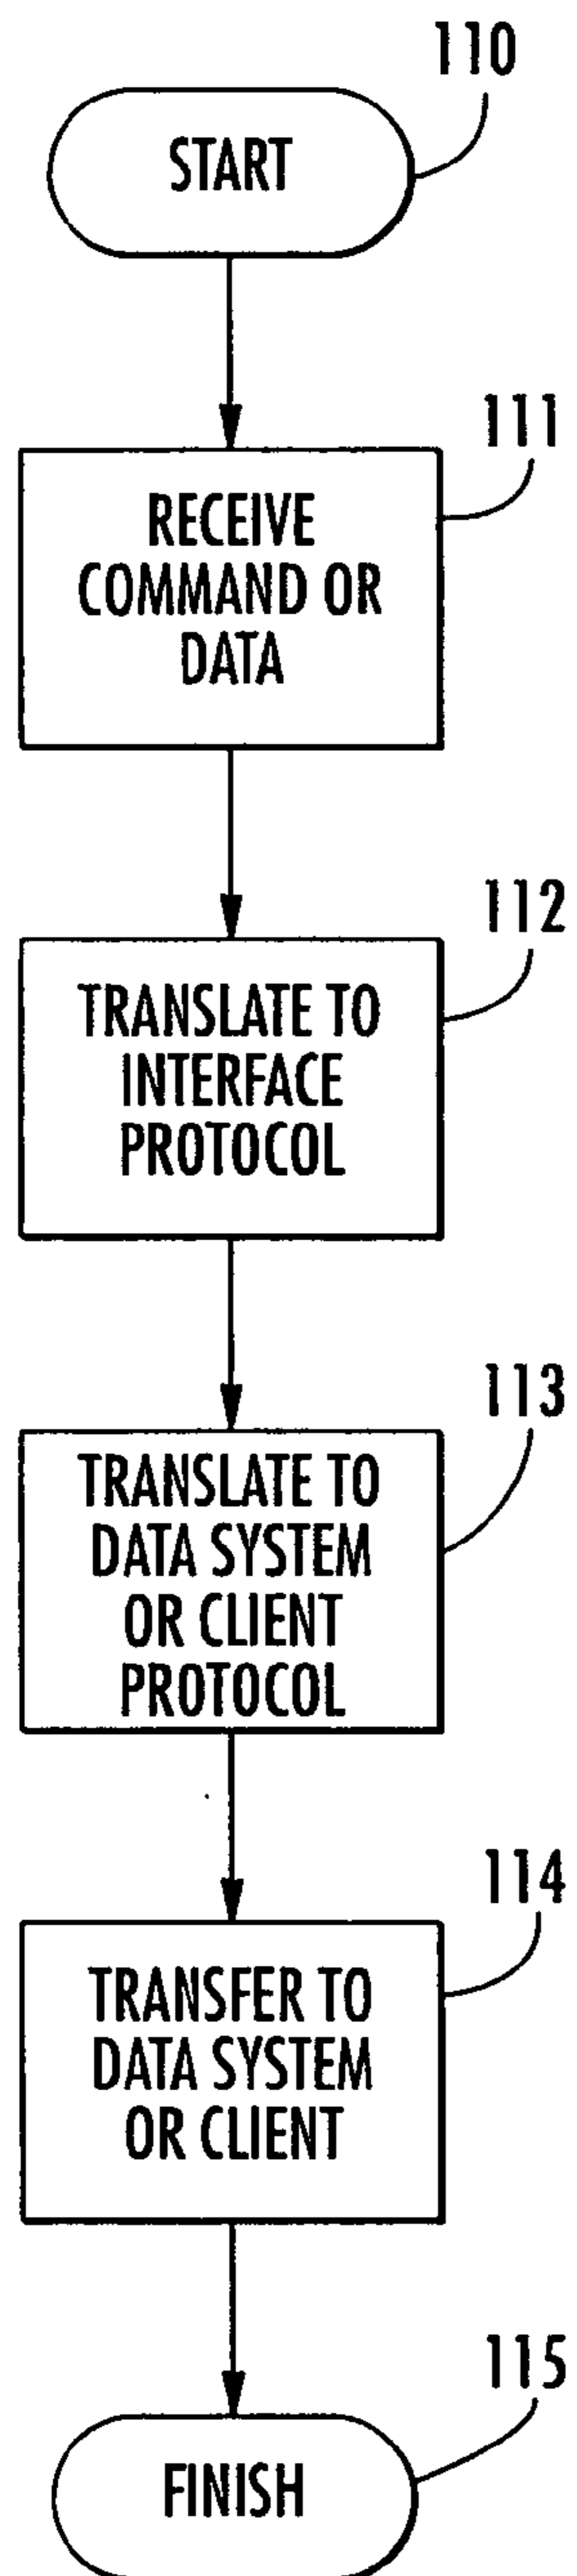 110
START
111
RECEIVE
COMMAND OR
DATA
112
TRANSLATE TO
INTERFACE
PROTOCOL
113
TRANSLATE TO
DATA SYSTEM
OR CLIENT
PROTOCOL
114
TRANSFER TO
DATA SYSTEM
OR CLIENT
115
FINISH